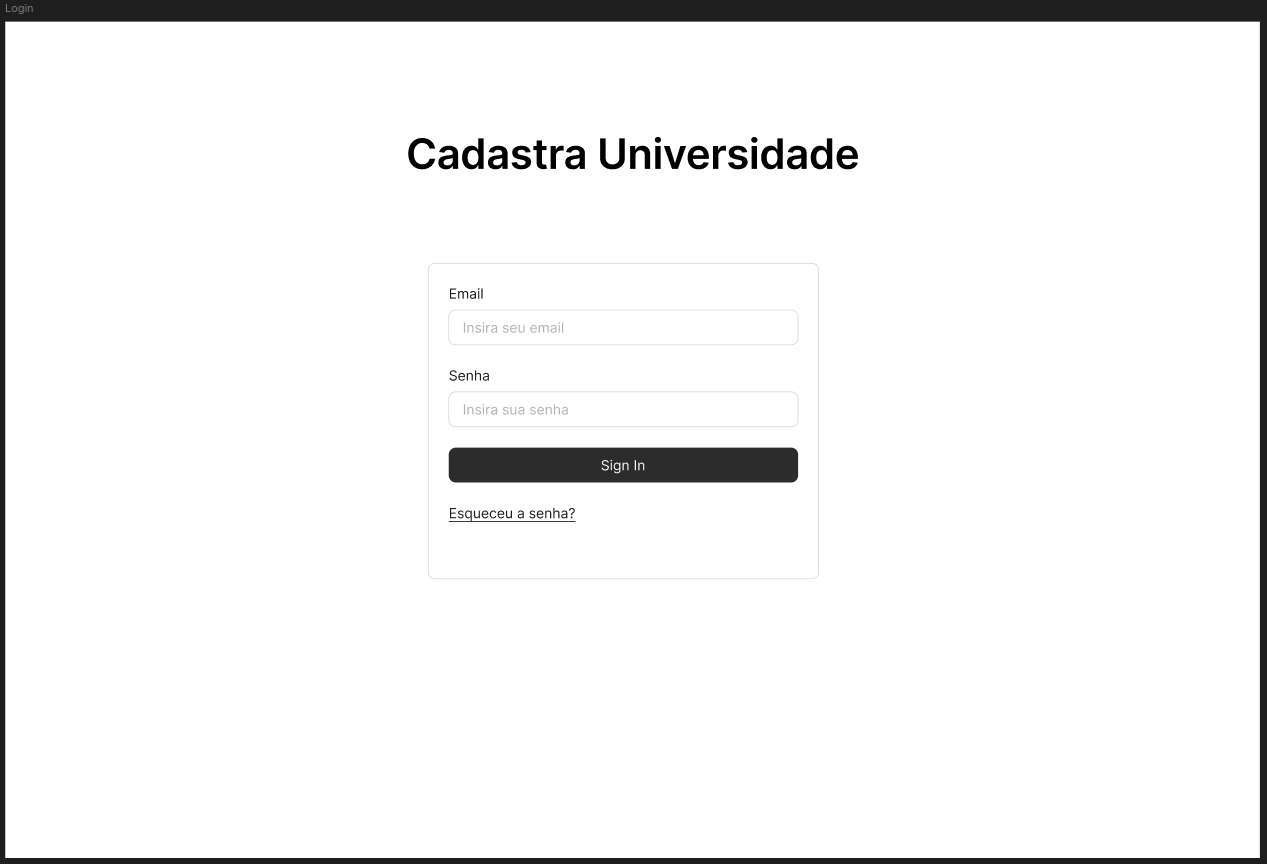 Login
Cadastra Universidade
Email
Insira seu email
Senha
Insira sua senha
Sign In
Esqueceu a senha?